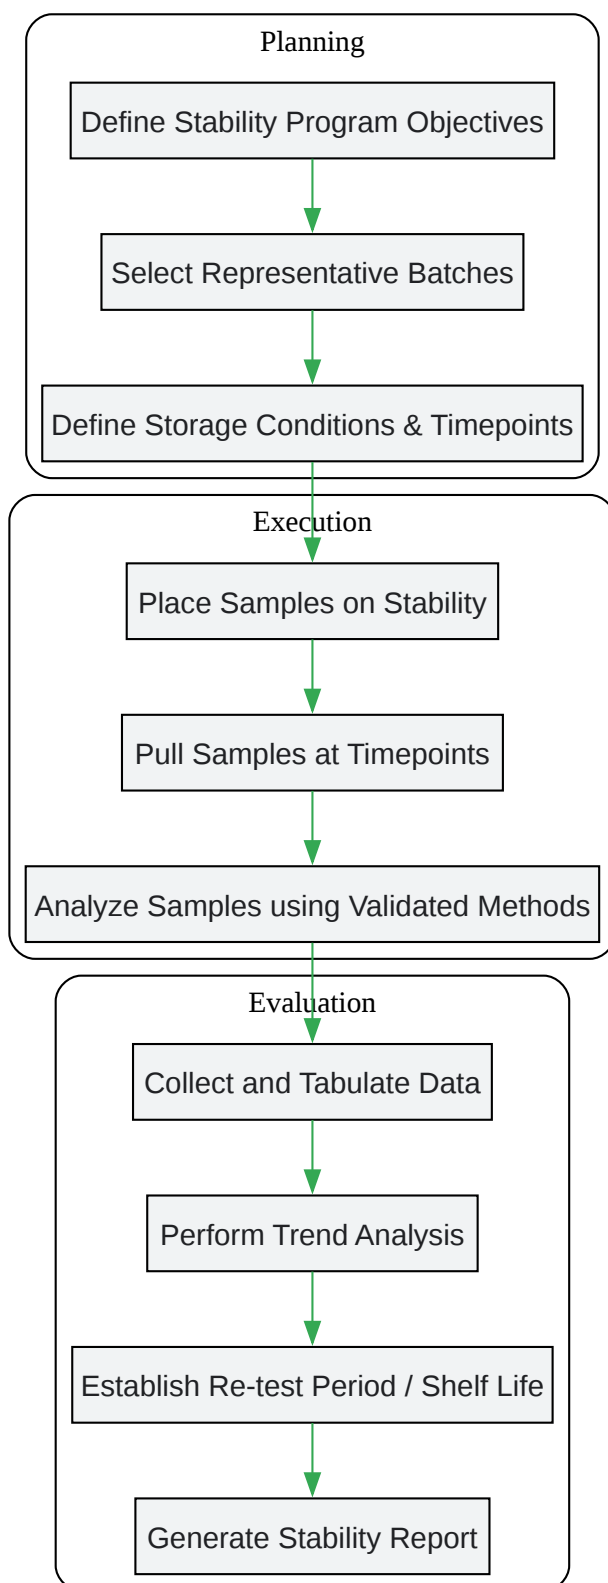 Planning
Define Stability Program Objectives
Select Representative Batches
Define Storage Conditions & Timepoints
Execution
Place Samples on Stability
Pull Samples at Timepoints
Analyze Samples using Validated Methods
Evaluation
Collect and Tabulate Data
Perform Trend Analysis
Establish Re-test Period / Shelf Life
Generate Stability Report